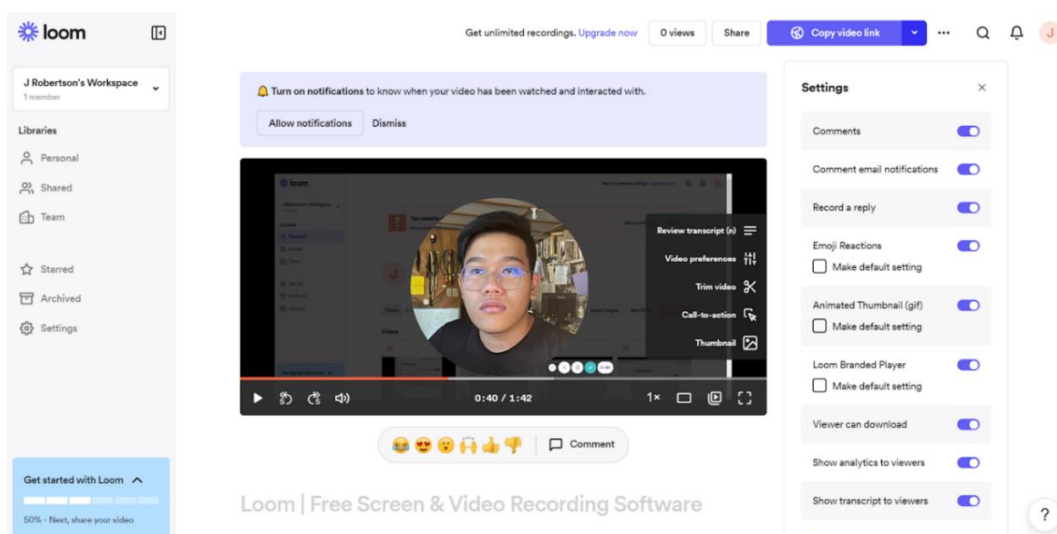 loom
Get unlimited recordings. Upgrade now
0 views
Share
Copy video link
J
J Robertson's Workspace
1 member
Libraries
Personal
Shared
Team
Starred
Archived
Settings
Get started with Loom
50% - Next, share your video
🔔 Turn on notifications to know when your video has been watched and interacted with.
Allow notifications
Dismiss
loom
Review transcript (n)
Video preferences
Trim video
Call-to-action
Thumbnail
5
5
0:40 / 1:42
1×
Comment
Loom | Free Screen & Video Recording Software
Settings
Comments
Comment email notifications
Record a reply
Emoji Reactions
Make default setting
Animated Thumbnail (gif)
Make default setting
Loom Branded Player
Make default setting
Viewer can download
Show analytics to viewers
Show transcript to viewers
?